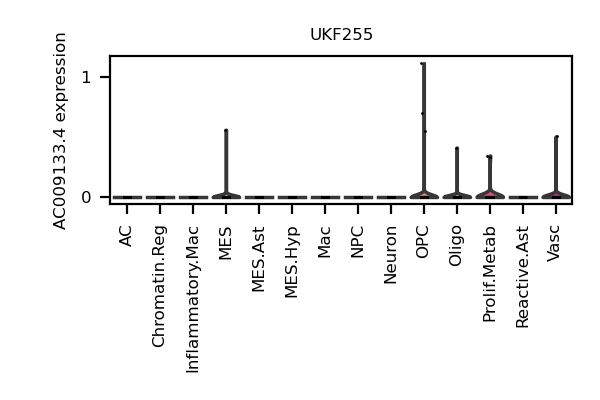 UKF255
AC009133.4 expression
1
0
AC
Chromatin.Reg
Inflammatory.Mac
MES
MES.Ast
MES.Hyp
Mac
NPC
Neuron
OPC
Oligo
Prolif.Metab
Reactive.Ast
Vasc